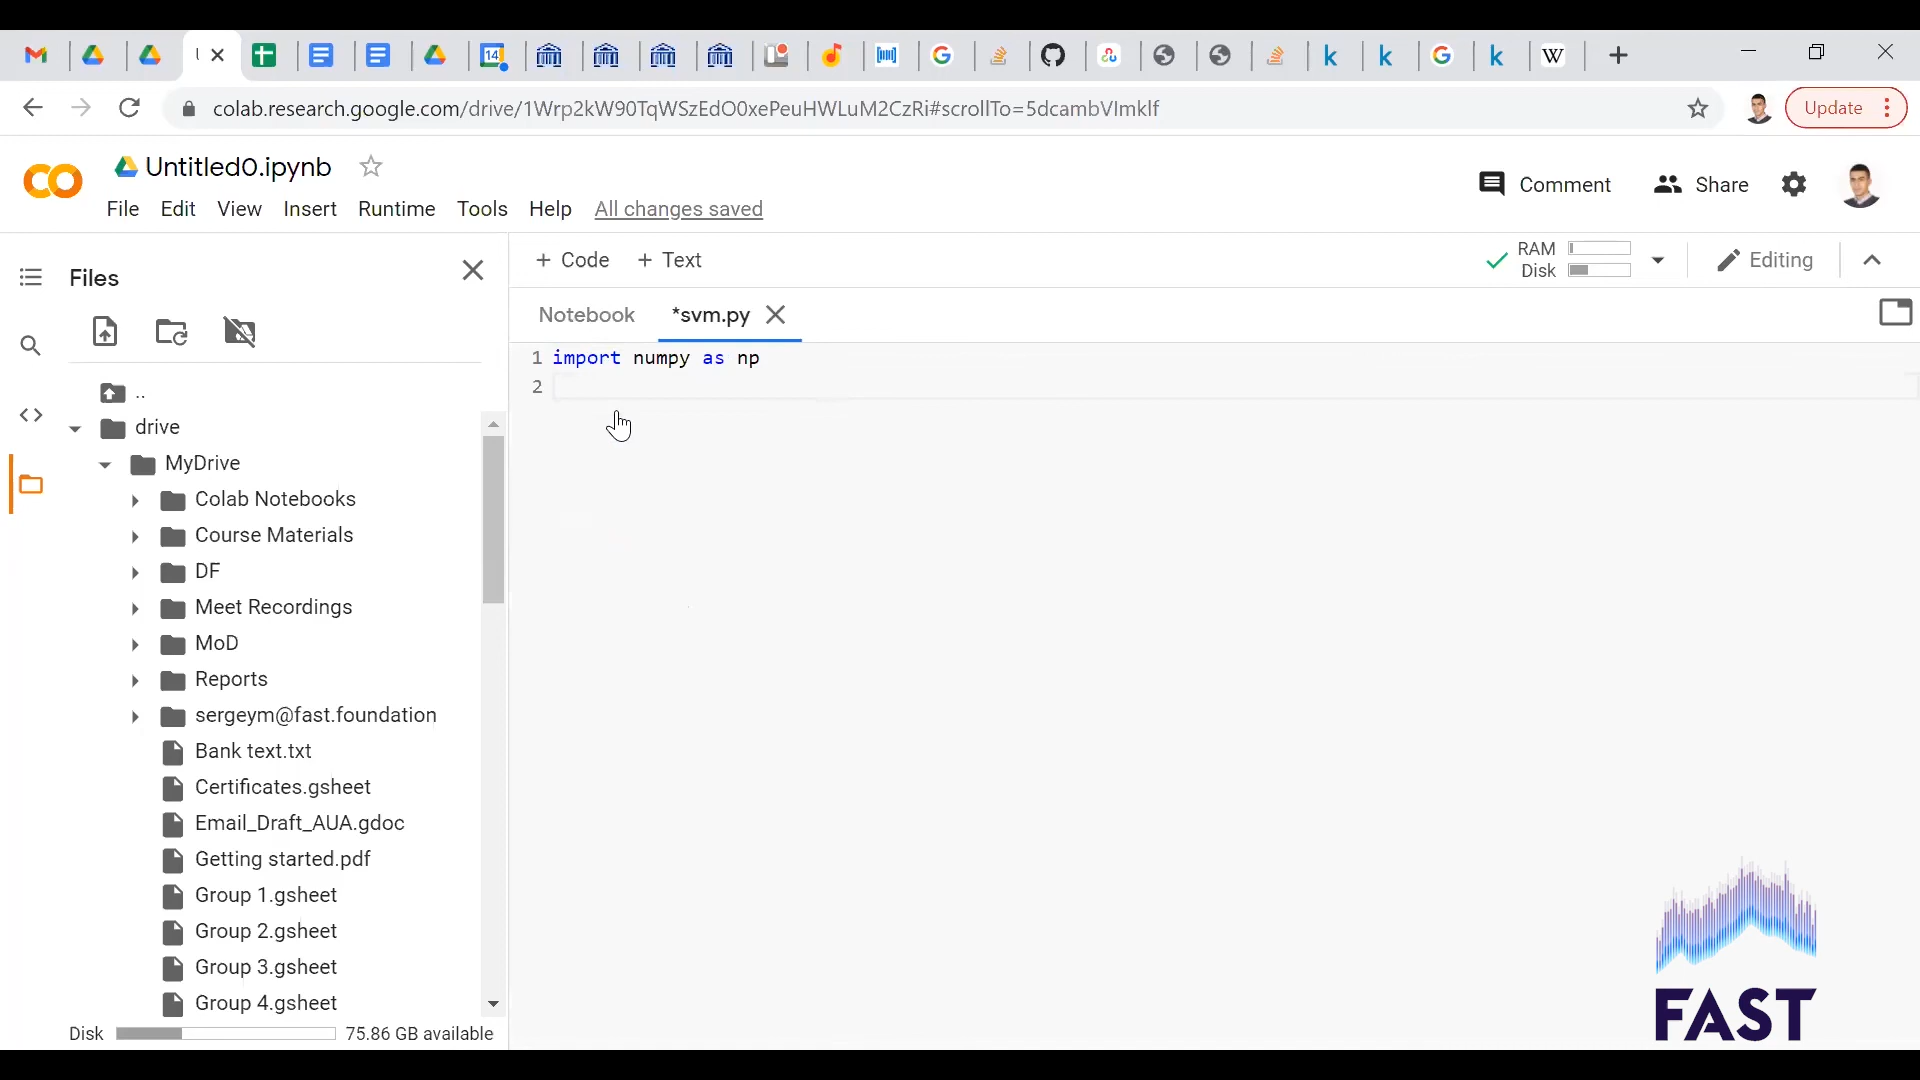 14
U
k
k
k
W
colab.research.google.com/drive/1Wrp2kW90TqWSzEdO0xePeuHWLuM2CzRi#scrollTo=5dcambVImklf
Update
CO
Untitled0.ipynb
Comment
Share
File Edit View Insert Runtime Tools Help All changes saved
Files
+ Code + Text
RAM
Disk
Editing
Notebook
*svm.py
1 import numpy as np
2
..
drive
MyDrive
Colab Notebooks
Course Materials
DF
Meet Recordings
MoD
Reports
sergeym@fast.foundation
Bank text.txt
Certificates.gsheet
Email_Draft_AUA.gdoc
Getting started.pdf
Group 1.gsheet
Group 2.gsheet
Group 3.gsheet
Group 4.gsheet
Disk
75.86 GB available
FAST